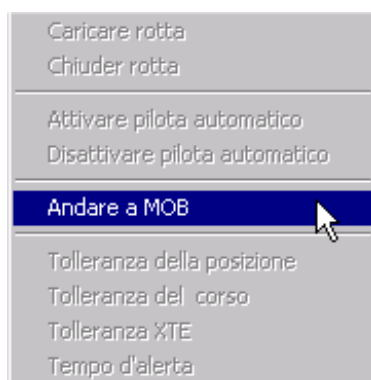 Caricare rotta
Chiuder rotta
Attivare pilota automatico
Disattivare pilota automatico
Andare a MOB
Tolleranza della posizione
Tolleranza del  corso
Tolleranza XTE
Tempo d'alerta